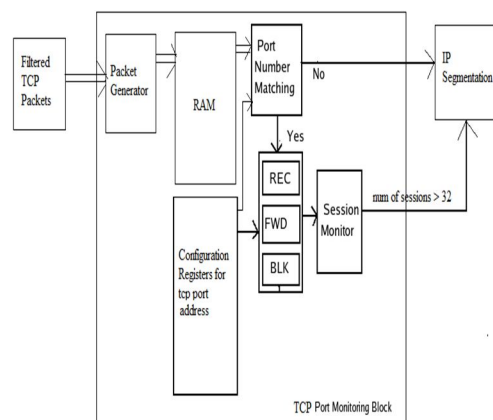 Filtered
TCP
Packets
Packet
Generator
RAM
Port
Number
Matching
No
IP
Segmentation
Yes
REC
FWD
BLK
Session
Monitor
num of sessions > 32
Configuration
Registers for
tcp port
address
TCP Port Monitoring Block